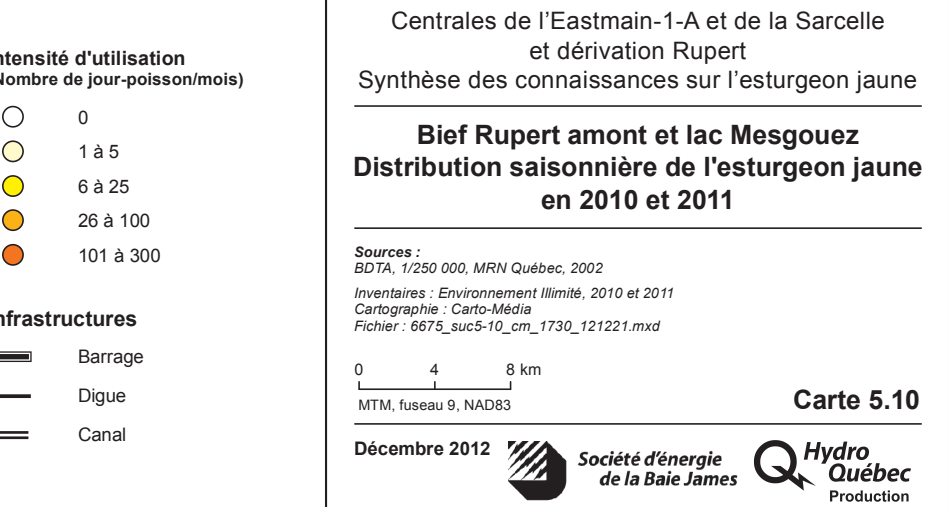 ntensité d'utilisation
Nombre de jour-poisson/mois)
0
1 à 5
6 à 25
26 à 100
101 à 300
nfrastructures
Barrage
Digue
Canal
Centrales de l'Eastmain-1-A et de la Sarcelle
et dérivation Rupert
Synthèse des connaissances sur l'esturgeon jaune
Bief Rupert amont et lac Mesgouez
Distribution saisonnière de l'esturgeon jaune
en 2010 et 2011
Sources :
BDTA, 1/250 000, MRN Québec, 2002
Inventaires : Environnement Illimité, 2010 et 2011
Cartographie : Carto-Média
Fichier : 6675_suc5-10_cm_1730_121221.mxd
0 4 8 km
MTM, fuseau 9, NAD83
Carte 5.10
Décembre 2012
Société d'énergie
de la Baie James
Hydro
Québec
Production